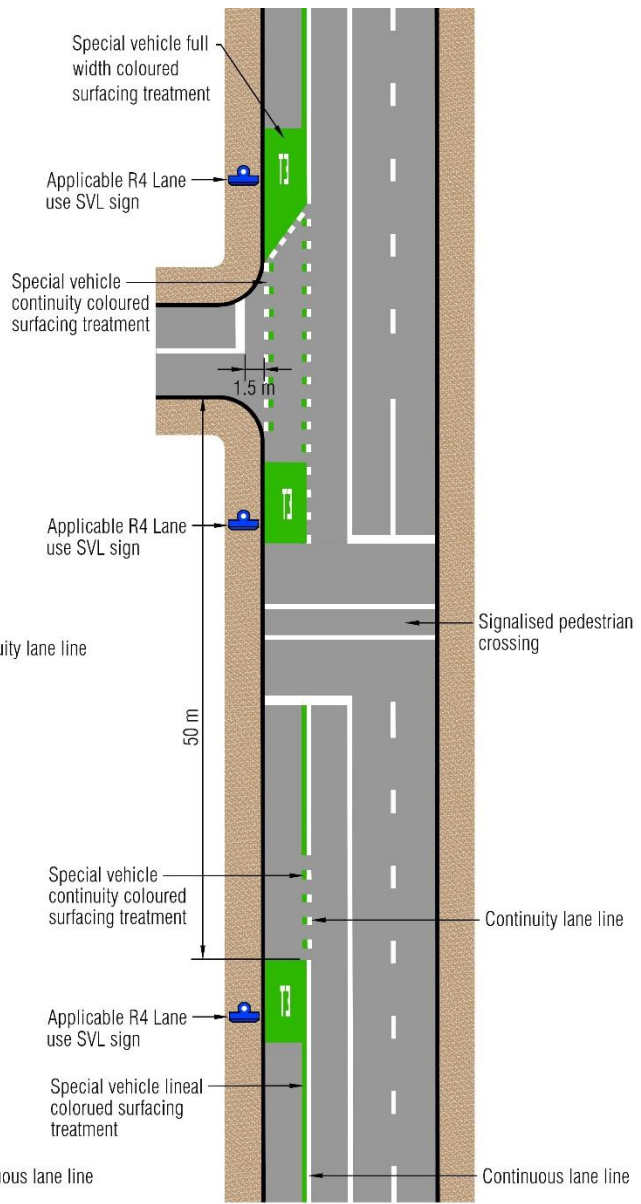 Special vehicle full
width coloured
surfacing treatment
Applicable R4 Lane
use SVL sign
Special vehicle
continuity coloured
surfacing treatment
1.5 m
Applicable R4 Lane
use SVL sign
Signalised pedestrian
crossing
lane line
50 m
Special vehicle
continuity coloured
surfacing treatment
Continuity lane line
Applicable R4 Lane
use SVL sign
Special vehicle lineal
colorued surfacing
treatment
lane line
Continuous lane line